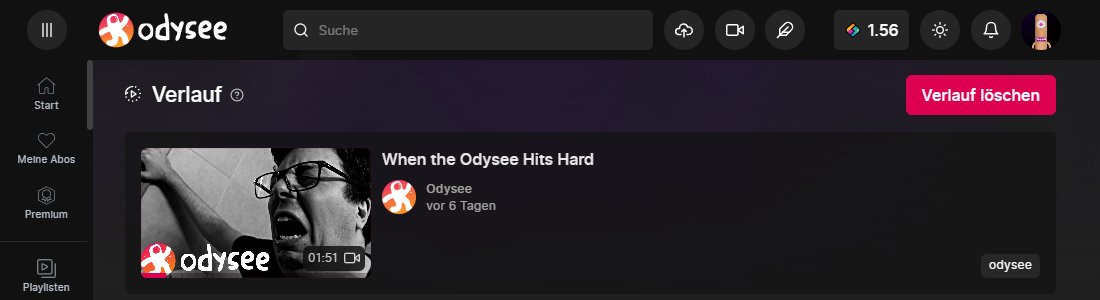 odysee
Suche
1.56
Start
Meine Abos
Premium
Playlisten
Verlauf
Verlauf löschen
When the Odysee Hits Hard
Odysee
vor 6 Tagen
odysee
01:51
odysee